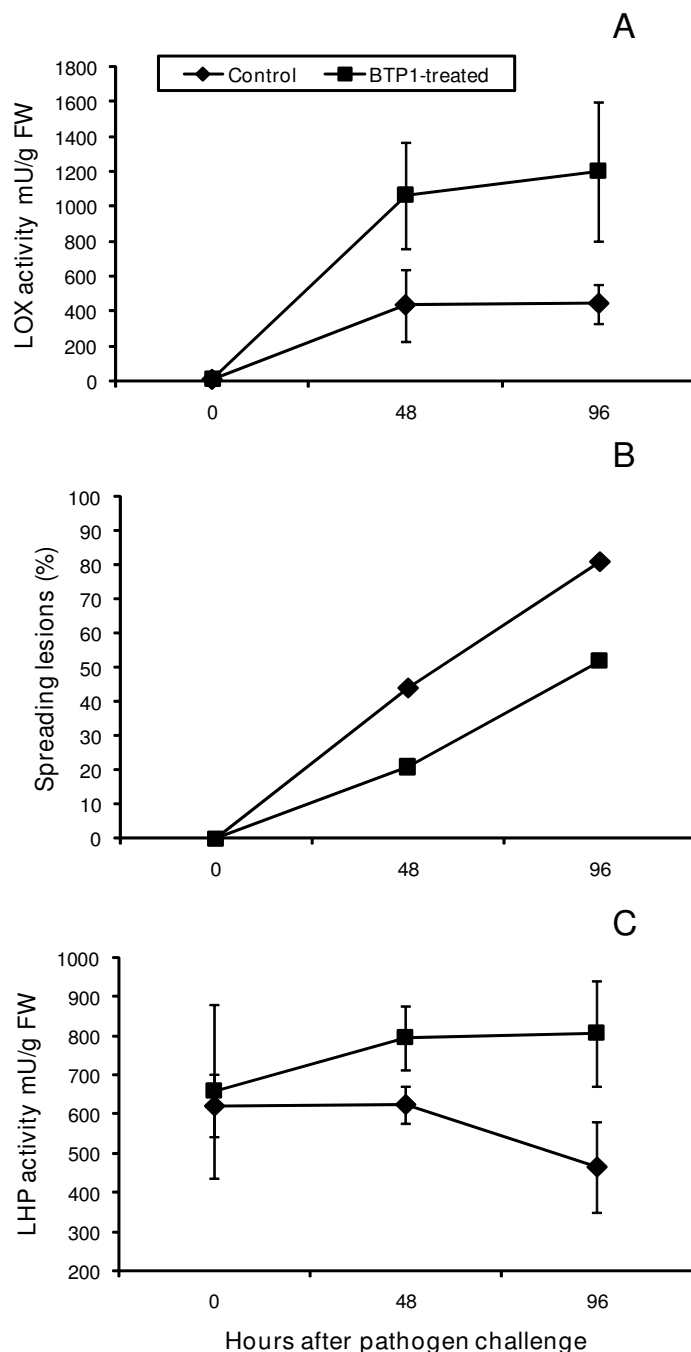 A
Control
BTP1-treated
LOX activity mU/g FW
1800
1600
1400
1200
1000
800
600
400
200
0
0 48 96
B
Spreading lesions (%)
100
90
80
70
60
50
40
30
20
10
0
0 48 96
C
LHP activity mU/g FW
1000
900
800
700
600
500
400
300
200
0 48 96
Hours after pathogen challenge